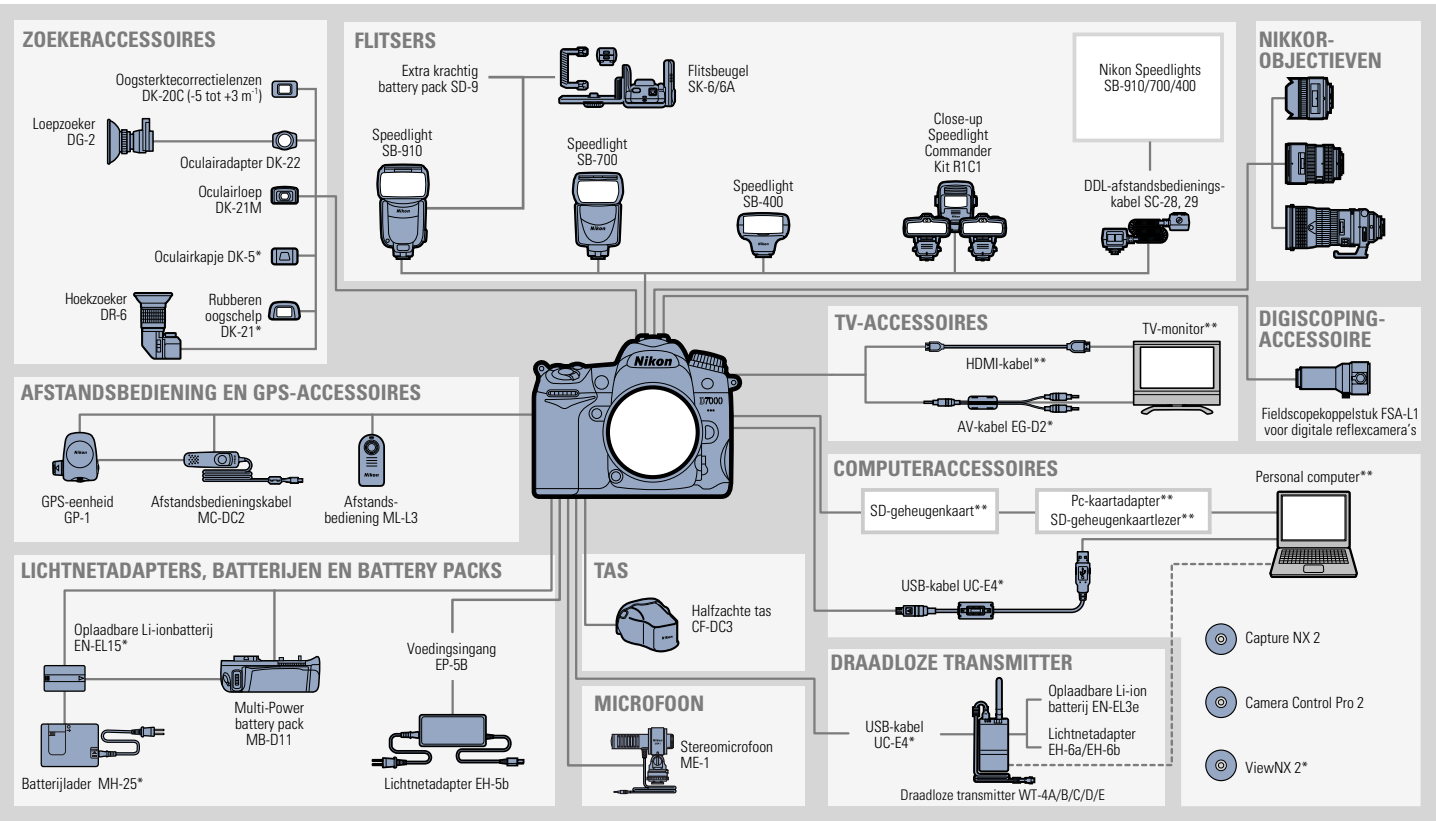 ZOEKERACCESSOIRES
Oogsterktecorrectielenzen
DK-20C (-5 tot +3 m-1)
Loepzoeker
DG-2
Oculairadapter DK-22
Oculairloep
DK-21M
Oculairkapje DK-5*
Hoekzoeker
DR-6
Rubberen
oogschelp
DK-21*
FLITSERS
Extra krachtig
battery pack SD-9
Flitsbeugel
SK-6/6A
Speedlight
SB-910
Speedlight
SB-700
Speedlight
SB-400
Close-up
Speedlight
Commander
Kit R1C1
Nikon Speedlights
SB-910/700/400
DDL-afstandsbedienings-
kabel SC-28, 29
NIKKOR-
OBJECTIEVEN
Nikon
D7000
TV-ACCESSOIRES
TV-monitor**
HDMI-kabel**
AV-kabel EG-D2*
DIGISCOPING-
ACCESSOIRE
Fieldscopekoppelstuk FSA-L1
voor digitale reflexcamera's
AFSTANDSBEDIENING EN GPS-ACCESSOIRES
GPS-eenheid
GP-1
Afstandsbedieningskabel
MC-DC2
Afstands-
bediening ML-L3
COMPUTERACCESSOIRES
Personal computer**
SD-geheugenkaart**
Pc-kaartadapter**
SD-geheugenkaartlezer**
USB-kabel UC-E4*
Capture NX 2
Camera Control Pro 2
ViewNX 2*
LICHTNETADAPTERS, BATTERIJEN EN BATTERY PACKS
Oplaadbare Li-ionbatterij
EN-EL15*
Multi-Power
battery pack
MB-D11
Batterijlader MH-25*
Voedingsingang
EP-5B
Lichtnetadapter EH-5b
TAS
Halfzachte tas
CF-DC3
MICROFOON
Stereomicrofoon
ME-1
DRAADLOZE TRANSMITTER
USB-kabel
UC-E4*
Oplaadbare Li-ion
batterij EN-EL3e
Lichtnetadapter
EH-6a/EH-6b
Draadloze transmitter WT-4A/B/C/D/E